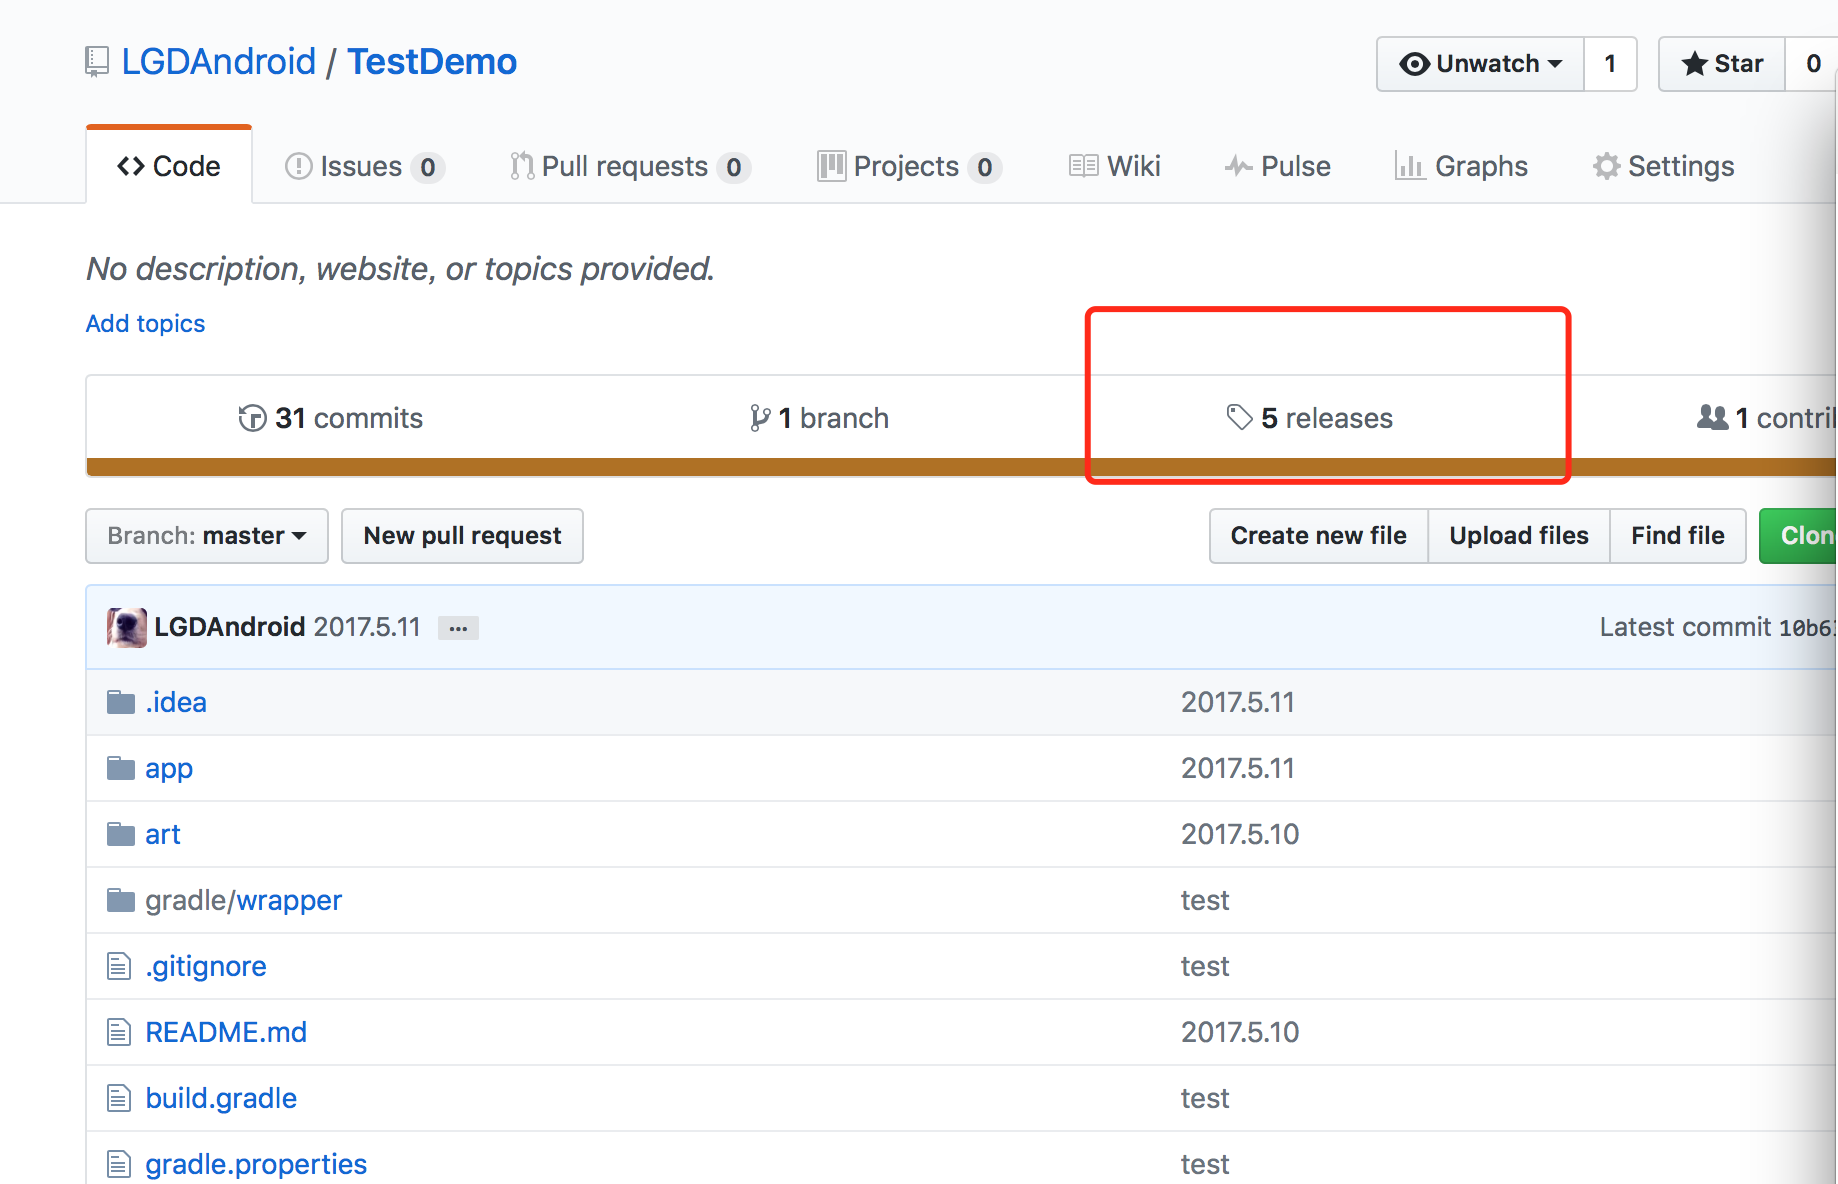 LGDAndroid / TestDemo
Unwatch 1 Star 0
Code Issues 0 Pull requests 0 Projects 0 Wiki Pulse Graphs Settings
No description, website, or topics provided.
Add topics
31 commits 1 branch 5 releases 1 contri
Branch: master New pull request Create new file Upload files Find file Clon
LGDAndroid 2017.5.11 ... Latest commit 10b6
.idea 2017.5.11
app 2017.5.11
art 2017.5.10
gradle/wrapper test
.gitignore test
README.md 2017.5.10
build.gradle test
gradle.properties test